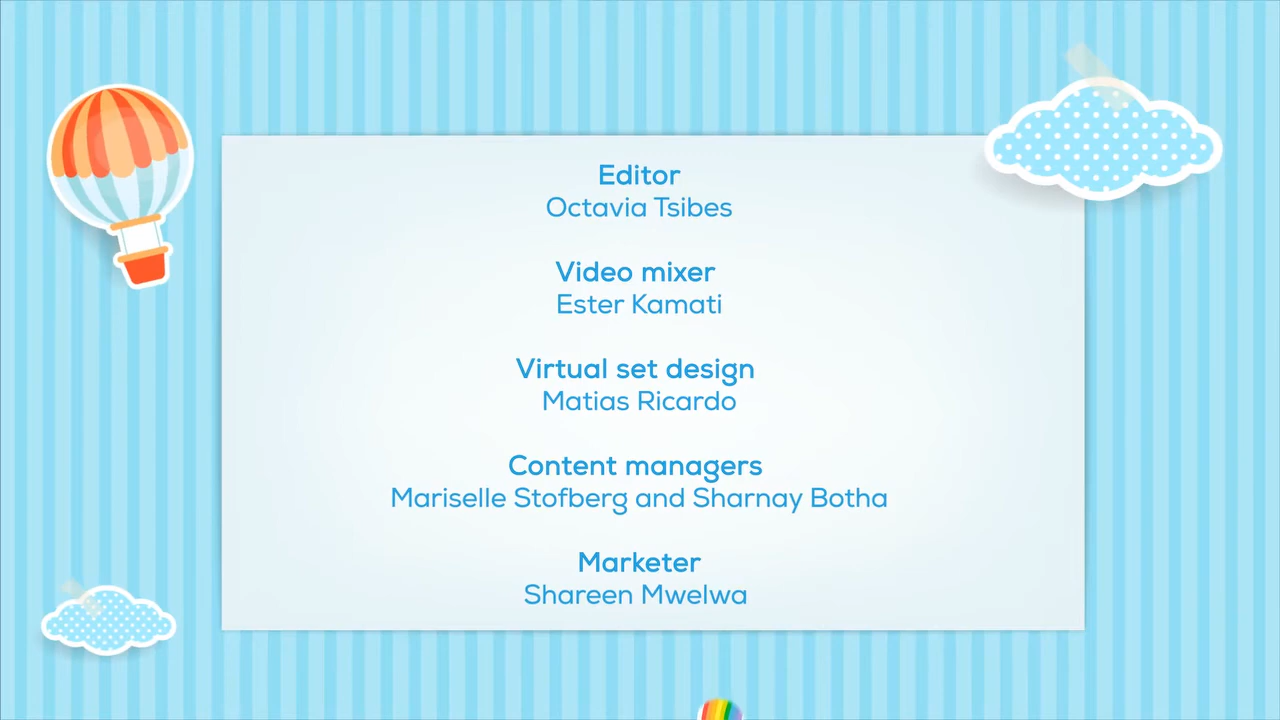 Editor
Octavia Tsibes
Video mixer
Ester Kamati
Virtual set design
Matias Ricardo
Content managers
Mariselle Stofberg and Sharnay Botha
Marketer
Shareen Mwelwa